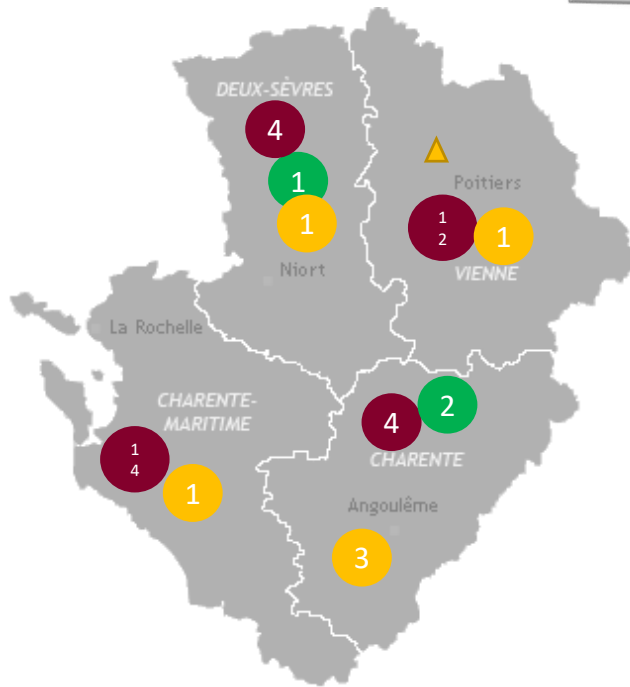 DEUX-SÈVRES
4
1
1
Niort
Poitiers
1
2
1
VIENNE
La Rochelle
CHARENTE-
MARITIME
1
4
1
2
4
CHARENTE
Angoulême
3